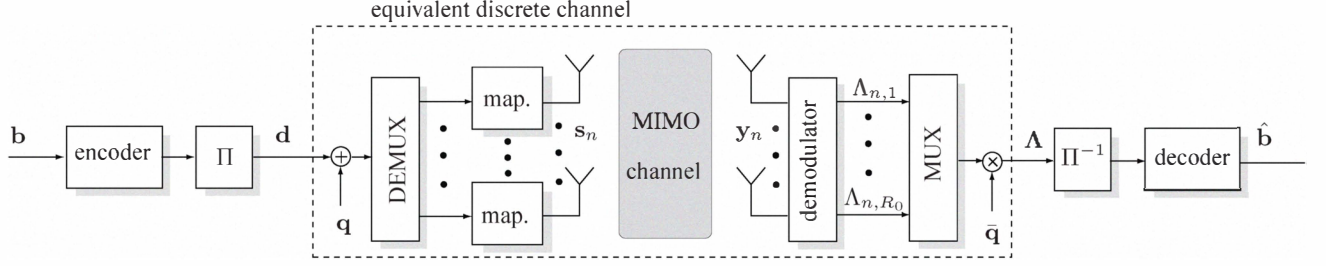 equivalent discrete channel
b
encoder
Π
d
+
q
DEMUX
map.
map.
s_n
MIMO
channel
y_n
demodulator
Λ_{n,1}
Λ_{n,R_0}
MUX
×
q̄
Λ
Π^{-1}
decoder
b̂